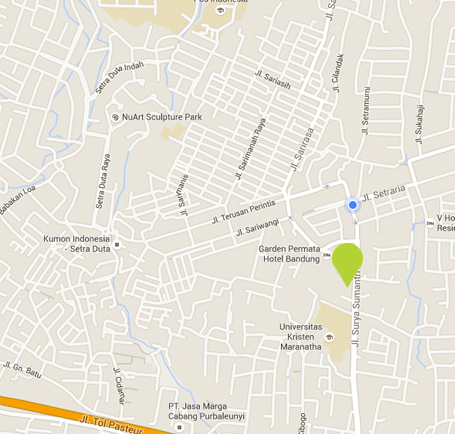 Pos Indonesia
Jl. Sa
Setra Duta Indah
Jl. Sariasih
Jl. Cilandak
NuArt Sculpture Park
Jl. Setramurni
Jl. Sukahaji
Jl. Sarimanah Raya
Jl. Sarirasa
Setra Duta Raya
Babakan Loa
Jl. Sarimanis
Jl. Setraria
Jl. Terusan Perintis
Jl. Sariwangi
V Ho
Resid
Kumon Indonesia
- Setra Duta
Garden Permata
Hotel Bandung
Jl. Surya Sumantri
Universitas
Kristen
Maranatha
Jl. Gn. Batu
Jl. Cidamar
PT. Jasa Marga
Cabang Purbaleunyi
Jl. Tol Pasteur
Cibogo